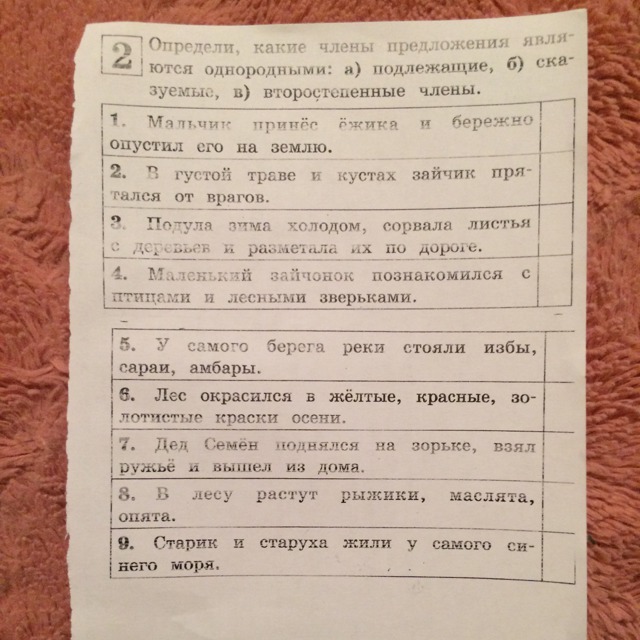 2 Определи, какие члены предложения явля-
ются однородными: а) подлежащие, б) ска-
зуемые, в) второстепенные члены.
1. Мальчик принёс ёжика и бережно
опустил его на землю.
2. В густой траве и кустах зайчик пря-
тался от врагов.
3. Подула зима холодом, сорвала листья
с деревьев и разметала их по дороге.
4. Маленький зайчонок познакомился с
птицами и лесными зверьками.
5. У самого берега реки стояли избы,
сараи, амбары.
6. Лес окрасился в жёлтые, красные, зо-
лотистые краски осени.
7. Дед Семён поднялся на зорьке, взял
ружьё и вышел из дома.
8. В лесу растут рыжики, маслята,
опята.
9. Старик и старуха жили у самого си-
него моря.